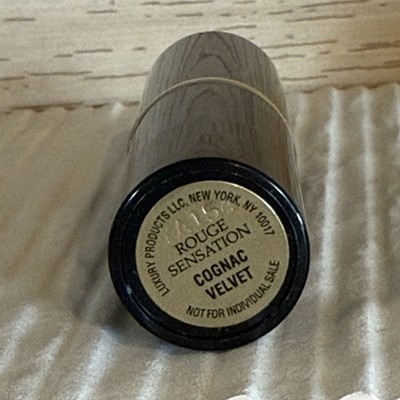 LUXURY PRODUCTS LLC, NEW YORK, NY 10017
ROUGE
SENSATION
COGNAC
VELVET
NOT FOR INDIVIDUAL SALE